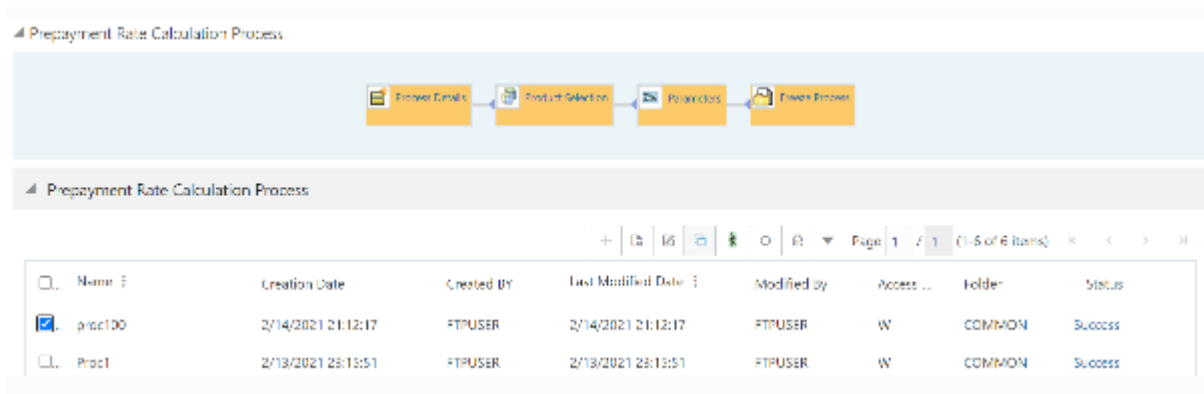 Prepayment Rate Calculation Process
Process Details Product Selection Parameters Freeze Process
Prepayment Rate Calculation Process
Page 1 / 1 (1-6 of 6 items)
Name Creation Date Created BY Last Modified Date Modified By Access ... Folder Status
proc100 2/14/2021 21:12:17 FTPUSER 2/14/2021 21:12:17 FTPUSER W COMMON Success
Proc1 2/13/2021 23:15:51 FTPUSER 2/13/2021 23:15:51 FTPUSER W COMMON Success